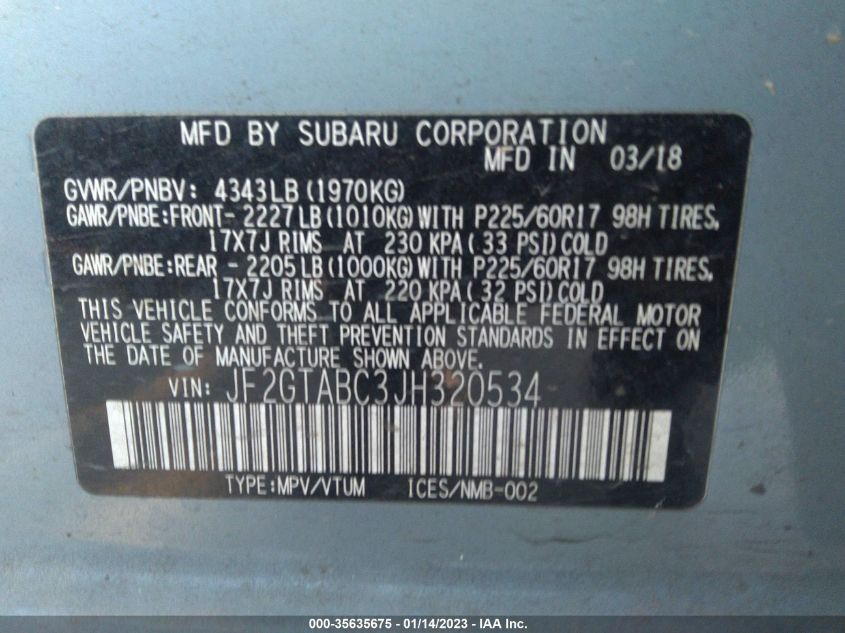 MFD BY SUBARU CORPORATION
MFD IN 03/18
GVWR/PNBV: 4343LB (1970KG)
GAWR/PNBE:FRONT- 2227LB (1010KG) WITH P225/60R17 98H TIRES,
17X7J RIMS AT 230 KPA (33 PSI) COLD
GAWR/PNBE:REAR - 2205LB (1000KG) WITH P225/60R17 98H TIRES,
17X7J RIMS AT 220 KPA (32 PSI) COLD
THIS VEHICLE CONFORMS TO ALL APPLICABLE FEDERAL MOTOR
VEHICLE SAFETY AND THEFT PREVENTION STANDARDS IN EFFECT ON
THE DATE OF MANUFACTURE SHOWN ABOVE.
VIN: JF2GTABC3JH320534
TYPE:MPV/VTUM ICES/NMB-002
000-35635675 - 01/14/2023 - IAA Inc.